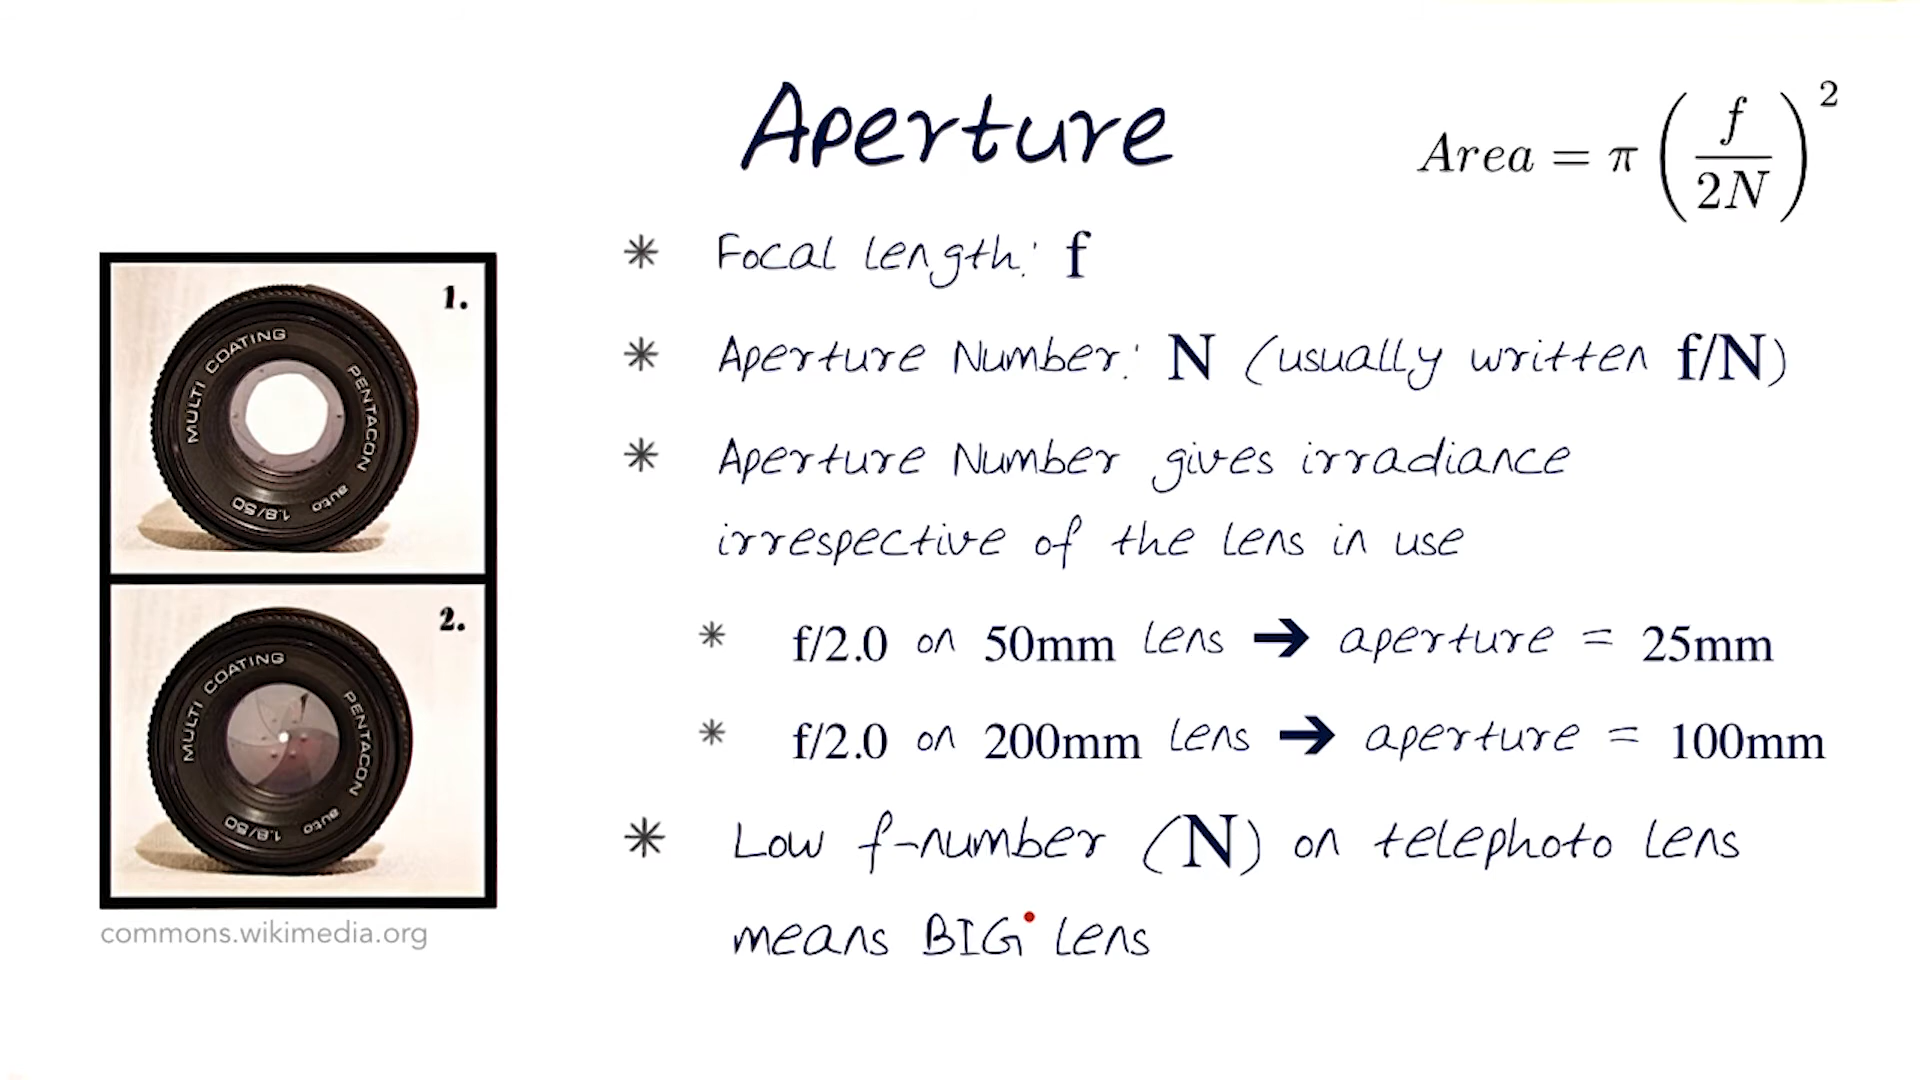 Aperture
Area = π (f/2N)²
* Focal length: f
* Aperture Number: N (usually written f/N)
* Aperture Number gives irradiance
irrespective of the lens in use
* f/2.0 on 50mm lens ➔ aperture = 25mm
* f/2.0 on 200mm lens ➔ aperture = 100mm
* Low f-number (N) on telephoto lens
means BIG lens
1.
MULTI COATING
PENTACON
auto
1.8/50
2.
MULTI COATING
PENTACON
auto
1.8/50
commons.wikimedia.org